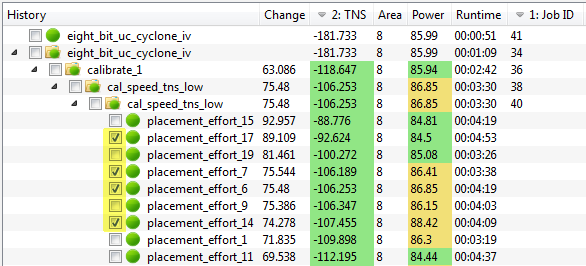 History Change 2: TNS Area Power Runtime 1: Job ID
eight_bit_uc_cyclone_iv -181.733 8 85.99 00:00:51 41
eight_bit_uc_cyclone_iv -181.733 8 85.99 00:01:09 34
calibrate_1 63.086 -118.647 8 85.94 00:02:42 36
cal_speed_tns_low 75.48 -106.253 8 86.85 00:03:30 38
cal_speed_tns_low 75.48 -106.253 8 86.85 00:03:30 40
placement_effort_15 92.957 -88.776 8 84.81 00:04:19
placement_effort_17 89.109 -92.624 8 84.5 00:04:53
placement_effort_19 81.461 -100.272 8 85.08 00:03:26
placement_effort_7 75.544 -106.189 8 86.41 00:03:38
placement_effort_6 75.48 -106.253 8 86.85 00:04:19
placement_effort_9 75.386 -106.347 8 86.15 00:04:03
placement_effort_14 74.278 -107.455 8 88.42 00:04:09
placement_effort_1 71.835 -109.898 8 86.3 00:03:19
placement_effort_11 69.538 -112.195 8 84.44 00:04:37